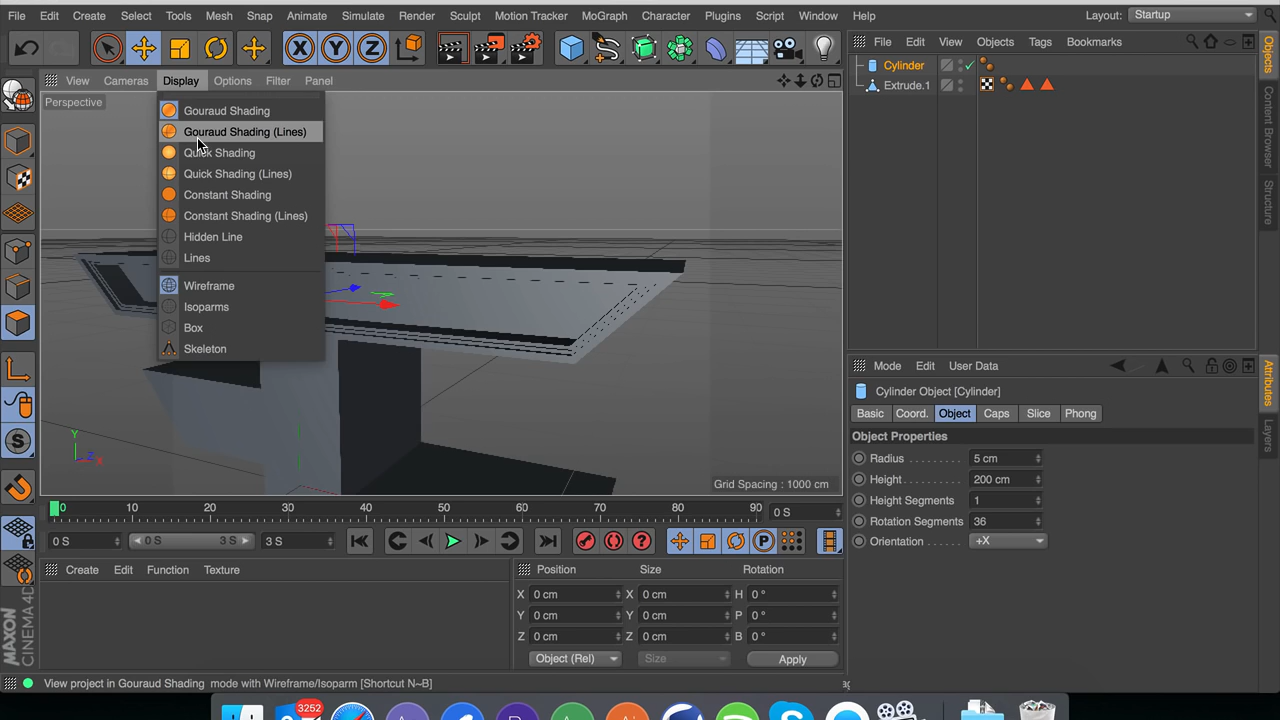 File Edit Create Select Tools Mesh Snap Animate Simulate Render Sculpt Motion Tracker MoGraph Character Plugins Script Window Help Layout: Startup
X Y Z
File Edit View Objects Tags Bookmarks
View Cameras Display Options Filter Panel
Cylinder
Extrude.1
Perspective
Gouraud Shading
Gouraud Shading (Lines)
Quick Shading
Quick Shading (Lines)
Constant Shading
Constant Shading (Lines)
Hidden Line
Lines
Wireframe
Isoparms
Box
Skeleton
Objects
Content Browser
Structure
Mode Edit User Data
Cylinder Object [Cylinder]
Basic Coord. Object Caps Slice Phong
Object Properties
Radius 5 cm
Height 200 cm
Height Segments 1
Rotation Segments 36
Orientation +X
Attributes
Layers
Y
Z
X
Grid Spacing : 1000 cm
0 10 20 30 40 50 60 70 80 90 0 S
0 S 0 S 3 S 3 S
P
S
Create Edit Function Texture
Position Size Rotation
X 0 cm X 0 cm H 0 °
Y 0 cm Y 0 cm P 0 °
Z 0 cm Z 0 cm B 0 °
Object (Rel) Size Apply
MAXON
CINEMA 4D
View project in Gouraud Shading mode with Wireframe/Isoparm [Shortcut N~B]
3252